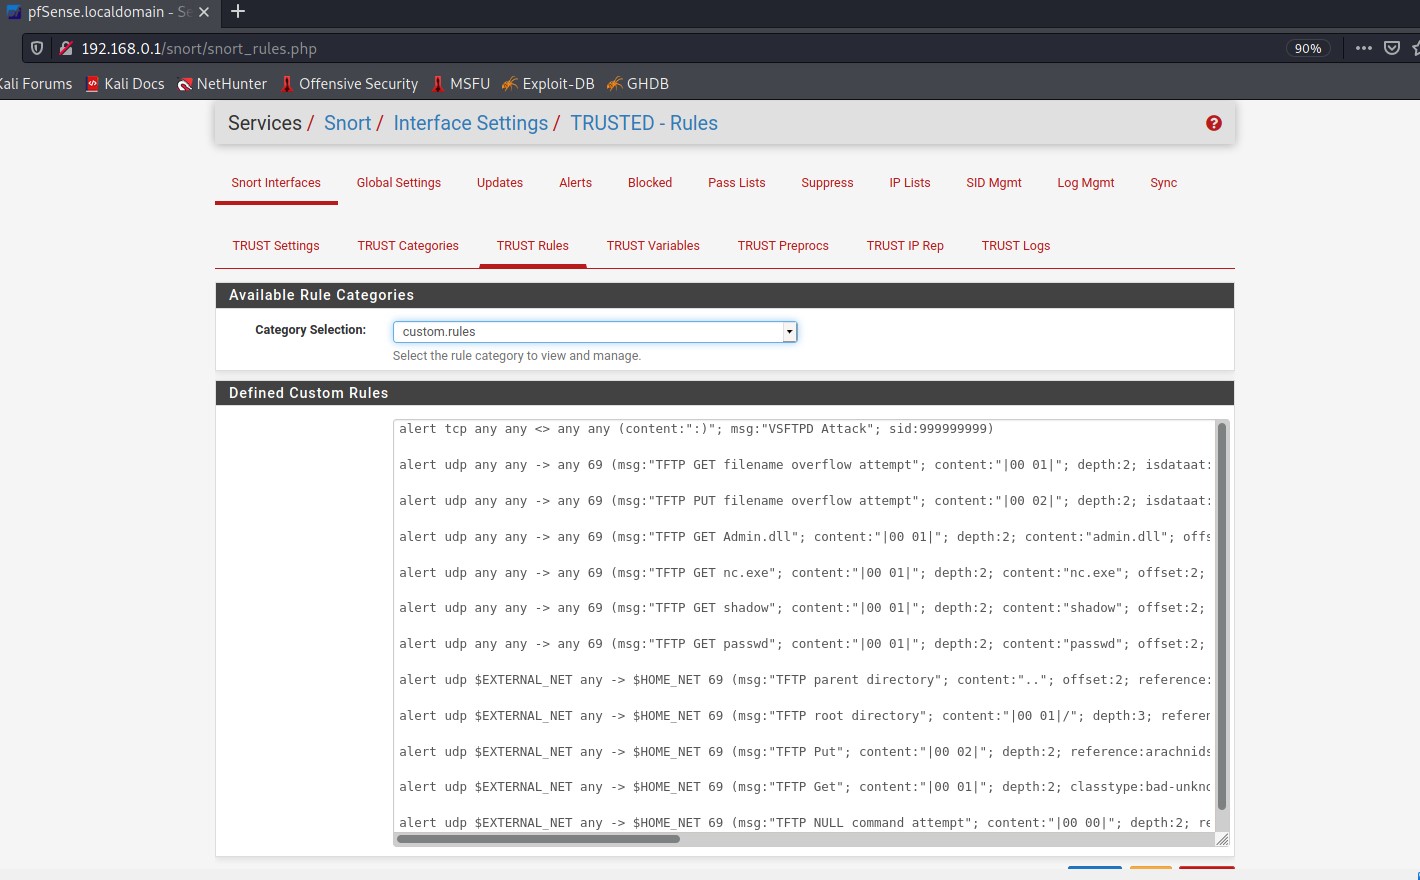 pfSense.localdomain - Se
192.168.0.1/snort/snort_rules.php
90%
Kali Forums
Kali Docs
NetHunter
Offensive Security
MSFU
Exploit-DB
GHDB
Services / Snort / Interface Settings / TRUSTED - Rules
Snort Interfaces
Global Settings
Updates
Alerts
Blocked
Pass Lists
Suppress
IP Lists
SID Mgmt
Log Mgmt
Sync
TRUST Settings
TRUST Categories
TRUST Rules
TRUST Variables
TRUST Preprocs
TRUST IP Rep
TRUST Logs
Available Rule Categories
Category Selection:
custom.rules
Select the rule category to view and manage.
Defined Custom Rules
alert tcp any any <> any any (content:":)"; msg:"VSFTPD Attack"; sid:999999999)
alert udp any any -> any 69 (msg:"TFTP GET filename overflow attempt"; content:"|00 01|"; depth:2; isdataat:
alert udp any any -> any 69 (msg:"TFTP PUT filename overflow attempt"; content:"|00 02|"; depth:2; isdataat:
alert udp any any -> any 69 (msg:"TFTP GET Admin.dll"; content:"|00 01|"; depth:2; content:"admin.dll"; offs
alert udp any any -> any 69 (msg:"TFTP GET nc.exe"; content:"|00 01|"; depth:2; content:"nc.exe"; offset:2;
alert udp any any -> any 69 (msg:"TFTP GET shadow"; content:"|00 01|"; depth:2; content:"shadow"; offset:2;
alert udp any any -> any 69 (msg:"TFTP GET passwd"; content:"|00 01|"; depth:2; content:"passwd"; offset:2;
alert udp $EXTERNAL_NET any -> $HOME_NET 69 (msg:"TFTP parent directory"; content:".."; offset:2; reference:
alert udp $EXTERNAL_NET any -> $HOME_NET 69 (msg:"TFTP root directory"; content:"|00 01|/"; depth:3; referen
alert udp $EXTERNAL_NET any -> $HOME_NET 69 (msg:"TFTP Put"; content:"|00 02|"; depth:2; reference:arachnids
alert udp $EXTERNAL_NET any -> $HOME_NET 69 (msg:"TFTP Get"; content:"|00 01|"; depth:2; classtype:bad-unkno
alert udp $EXTERNAL_NET any -> $HOME_NET 69 (msg:"TFTP NULL command attempt"; content:"|00 00|"; depth:2; re